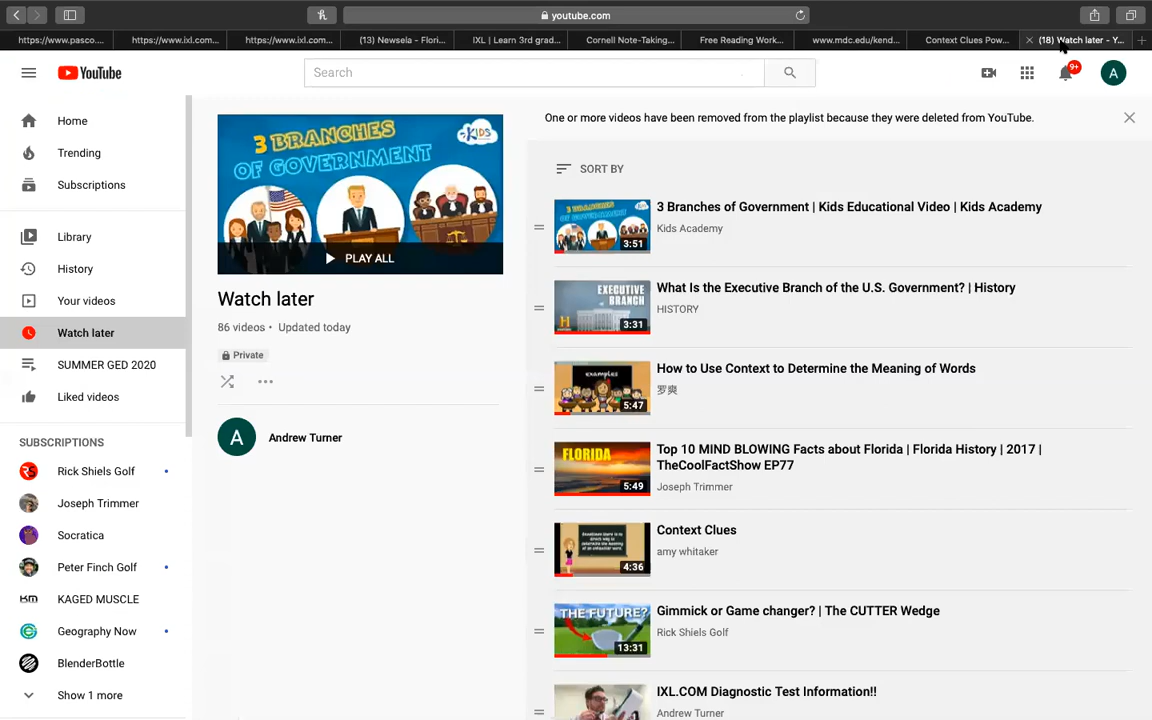 youtube.com
https://www.pasco....
https://www.ixl.com...
https://www.ixl.com...
(13) Newsela - Flori...
IXL | Learn 3rd grad...
Cornell Note-Taking...
Free Reading Work...
www.mdc.edu/kend...
Context Clues Pow...
(18) Watch later - Y...
YouTube
Search
9+
A
Home
Trending
Subscriptions
Library
History
Your videos
Watch later
SUMMER GED 2020
Liked videos
SUBSCRIPTIONS
Rick Shiels Golf
Joseph Trimmer
Socratica
Peter Finch Golf
KAGED MUSCLE
Geography Now
BlenderBottle
Show 1 more
3 BRANCHES
OF GOVERNMENT
KIDS
PLAY ALL
Watch later
86 videos • Updated today
Private
A
Andrew Turner
One or more videos have been removed from the playlist because they were deleted from YouTube.
SORT BY
3 BRANCHES
OF GOVERNMENT
3:51
3 Branches of Government | Kids Educational Video | Kids Academy
Kids Academy
EXECUTIVE
BRANCH
H
3:31
What Is the Executive Branch of the U.S. Government? | History
HISTORY
examples
5:47
How to Use Context to Determine the Meaning of Words
罗爽
FLORIDA
5:49
Top 10 MIND BLOWING Facts about Florida | Florida History | 2017 |
TheCoolFactShow EP77
Joseph Trimmer
4:36
Context Clues
amy whitaker
THE FUTURE?
13:31
Gimmick or Game changer? | The CUTTER Wedge
Rick Shiels Golf
IXL.COM Diagnostic Test Information!!
Andrew Turner